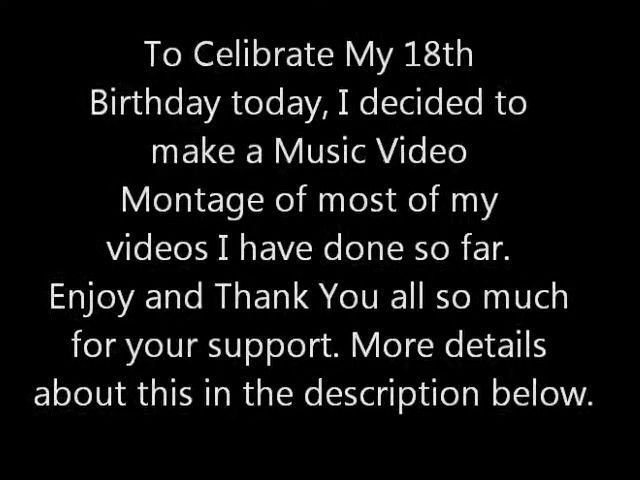 To Celibrate My 18th
Birthday today, I decided to
make a Music Video
Montage of most of my
videos I have done so far.
Enjoy and Thank You all so much
for your support. More details
about this in the description below.